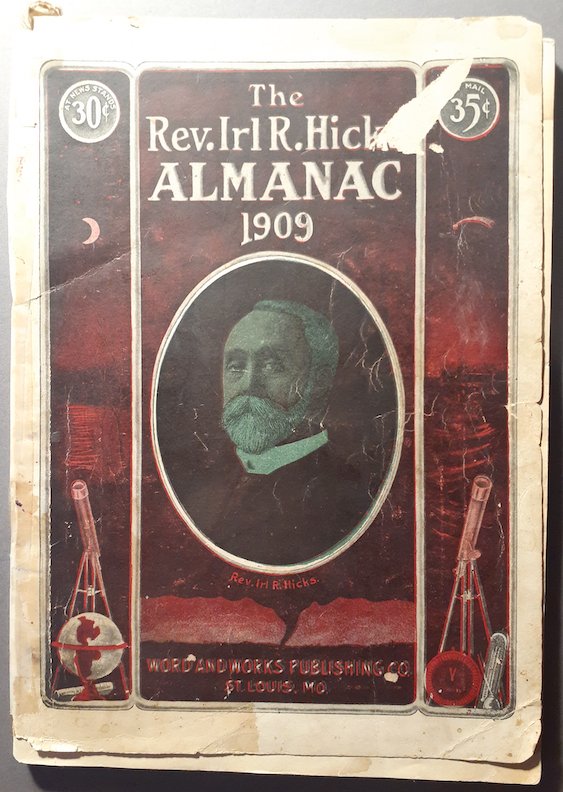 AT NEWS STANDS
30¢
MAIL
35¢
The
Rev. Irl R. Hick
ALMANAC
1909
Rev. Irl R. Hicks.
WORD AND WORKS PUBLISHING CO.
ST. LOUIS, MO.
V